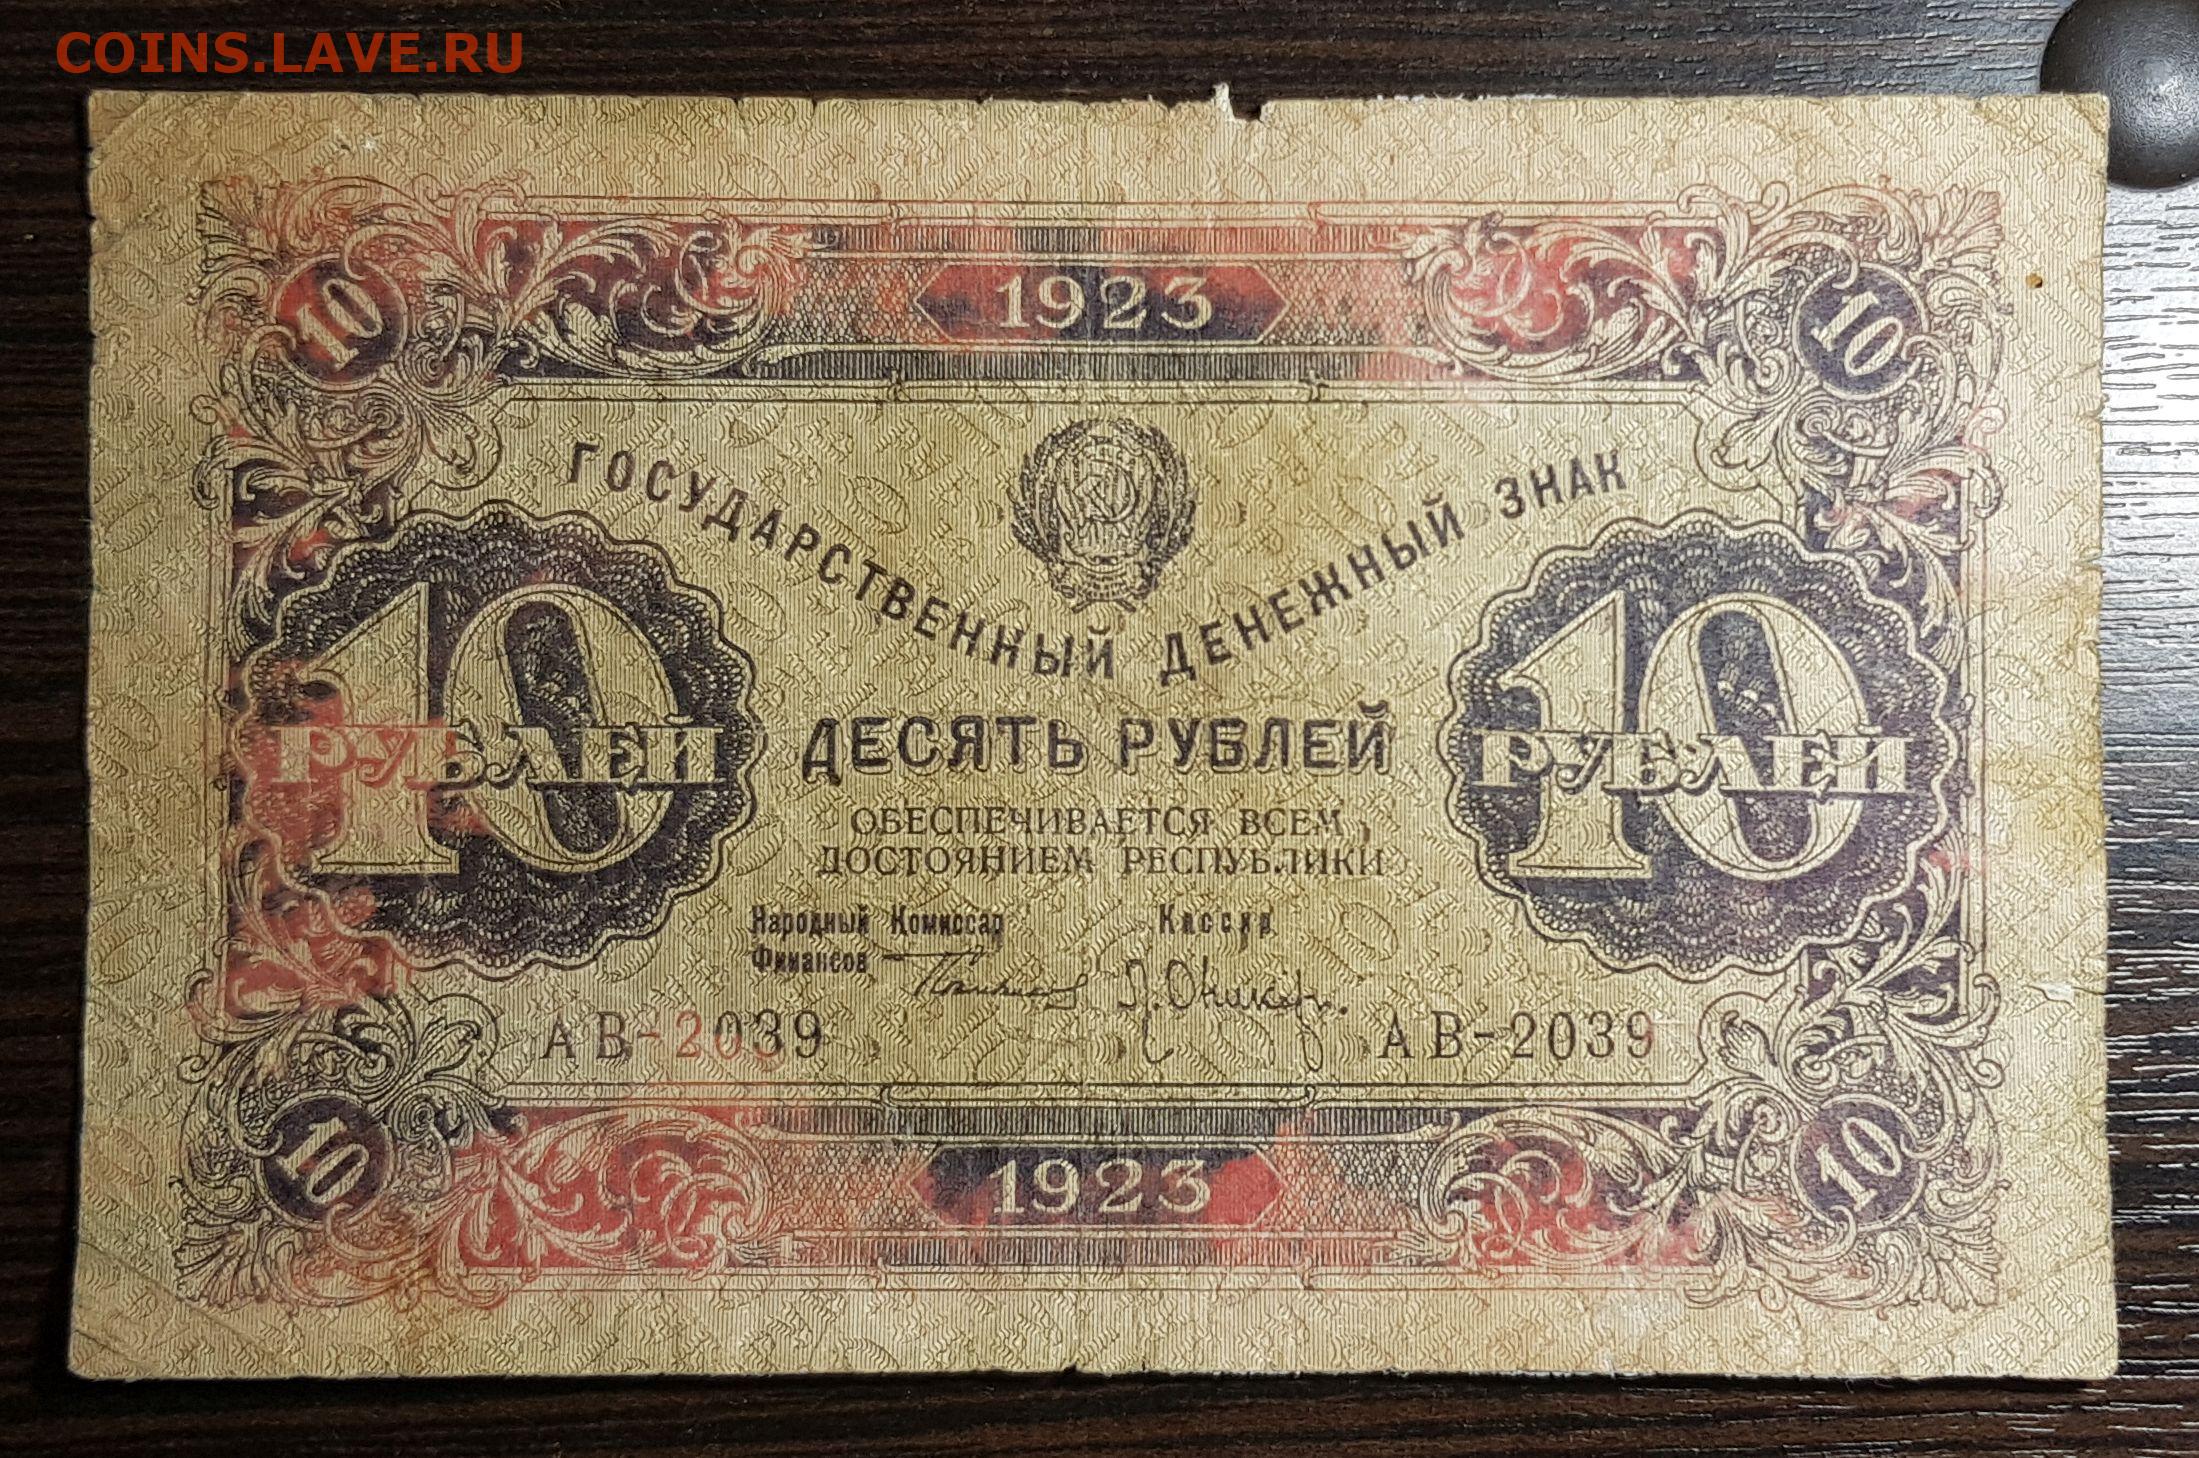 COINS.LAVE.RU
1923
10
10
ГОСУДАРСТВЕННЫЙ ДЕНЕЖНЫЙ ЗНАК
10 РУБЛЕЙ
ДЕСЯТЬ РУБЛЕЙ
10 РУБЛЕЙ
ОБЕСПЕЧИВАЕТСЯ ВСЕМ
ДОСТОЯНИЕМ РЕСПУБЛИКИ
Народный Комиссар
Финансов
Кассир
АВ-2039
АВ-2039
10
1923
10